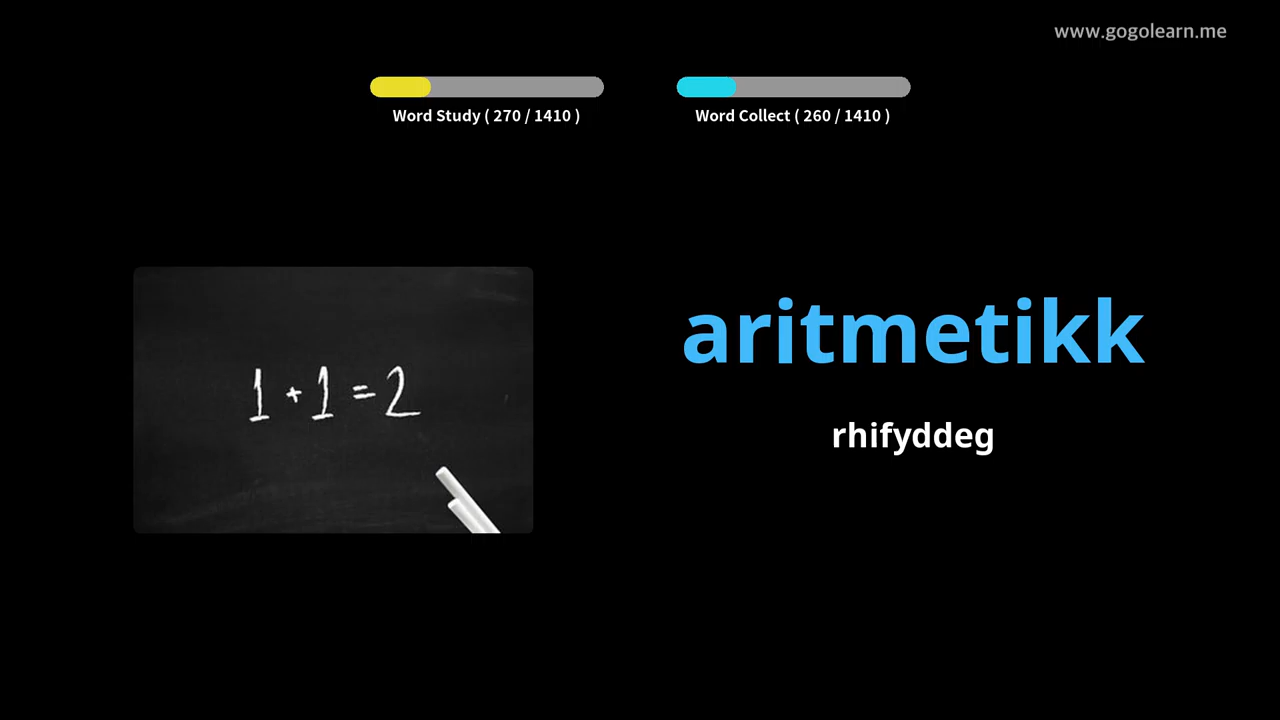 www.gogolearn.me
Word Study ( 270 / 1410 )
Word Collect ( 260 / 1410 )
1 + 1 = 2
aritmetikk
rhifyddeg